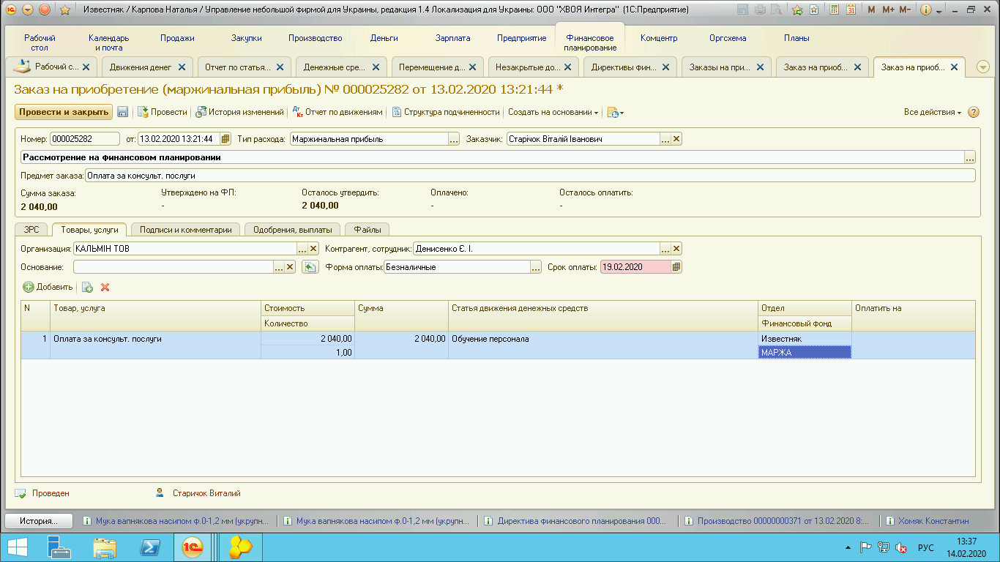 Известняк / Карпова Наталья / Управление небольшой фирмой для Украины, редакция 1.4 Локализация для Украины: ООО "ХВОЯ Интегра" (1С:Предприятие)
M M+ M-
Рабочий стол
Календарь и почта
Продажи
Закупки
Производство
Деньги
Зарплата
Предприятие
Финансовое планирование
Комцентр
Оргсхема
Планы
Рабочий с...
Движения денег
Отчет по статья...
Денежные сре...
Перемещение д...
Незакрытые до...
Директивы фин...
Заказы на при...
Заказ на приоб...
Заказ на приоб...
Заказ на приобретение (маржинальная прибыль) № 000025282 от 13.02.2020 13:21:44 *
Провести и закрыть
Провести
История изменений
Дт Кт
Отчет по движениям
Структура подчиненности
Создать на основании
Все действия
?
Номер: 000025282 от: 13.02.2020 13:21:44 Тип расхода: Маржинальная прибыль ... Заказчик: Старічок Віталій Іванович ...
Рассмотрение на финансовом планировании ...
Предмет заказа: Оплата за консульт. послуги
Сумма заказа: Утверждено на ФП: Осталось утвердить: Оплачено: Осталось оплатить:
2 040,00 - 2 040,00 - -
ЗРС
Товары, услуги
Подписи и комментарии
Одобрения, выплаты
Файлы
Организация: КАЛЬМІН ТОВ ... Контрагент, сотрудник: Денисенко Є. І. ...
Основание: ... Форма оплаты: Безналичные ... Срок оплаты: 19.02.2020
Добавить
N Товар, услуга Стоимость Сумма Статья движения денежных средств Отдел Оплатить на
Количество Финансовый фонд
1 Оплата за консульт. послуги 2 040,00 2 040,00 Обучение персонала Известняк
1,00 МАРЖА
Проведен
Старичок Виталий
История...
Мука вапнякова насипом ф.0-1,2 мм (укрупн...
Мука вапнякова насипом ф.0-1,2 мм (укрупн...
Директива финансового планирования 000...
Производство 00000000371 от 13.02.2020 8:...
Хомяк Константин
1С
РУС
13:37
14.02.2020